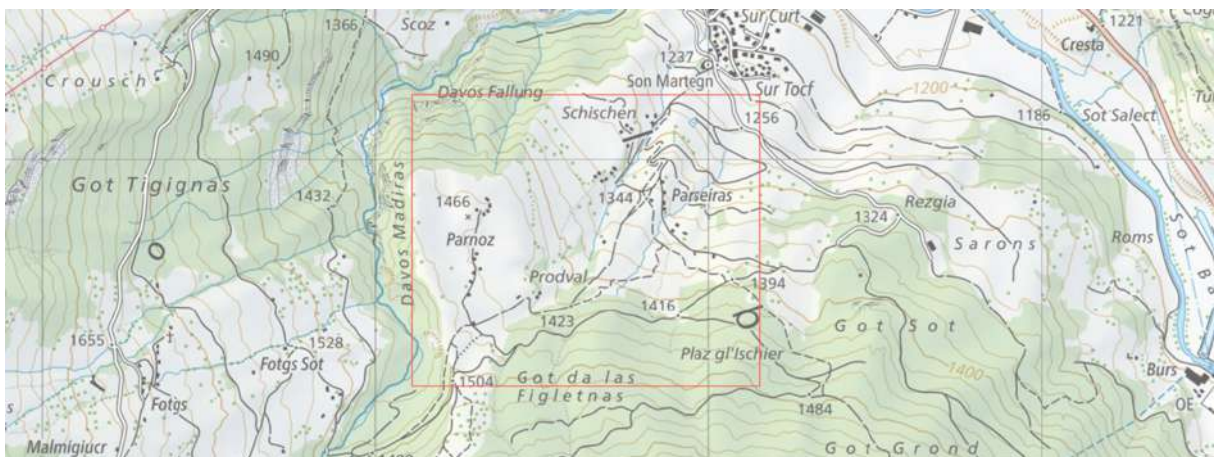 1366
Scoz
Sur Curt
1221
Cresta
1490
Crousch
1237
Son Martegn
Davos Fallung
Sur Tocf
1200
Schischen
1256
1186
Sot Salect
Got Tigignas
1432
Davos Madiras
1466
1344
Parseiras
1324
Rezgia
Parnoz
Sarons
Roms
o
Prodval
1394
1423
1416
d
Got Sot
1655
1528
Fotgs Sot
Plaz gl'Ischier
1400
Burs
r
1504
Got da las
Figletnas
Fotgs
1484
OE
Malmigiucr
Got Grond